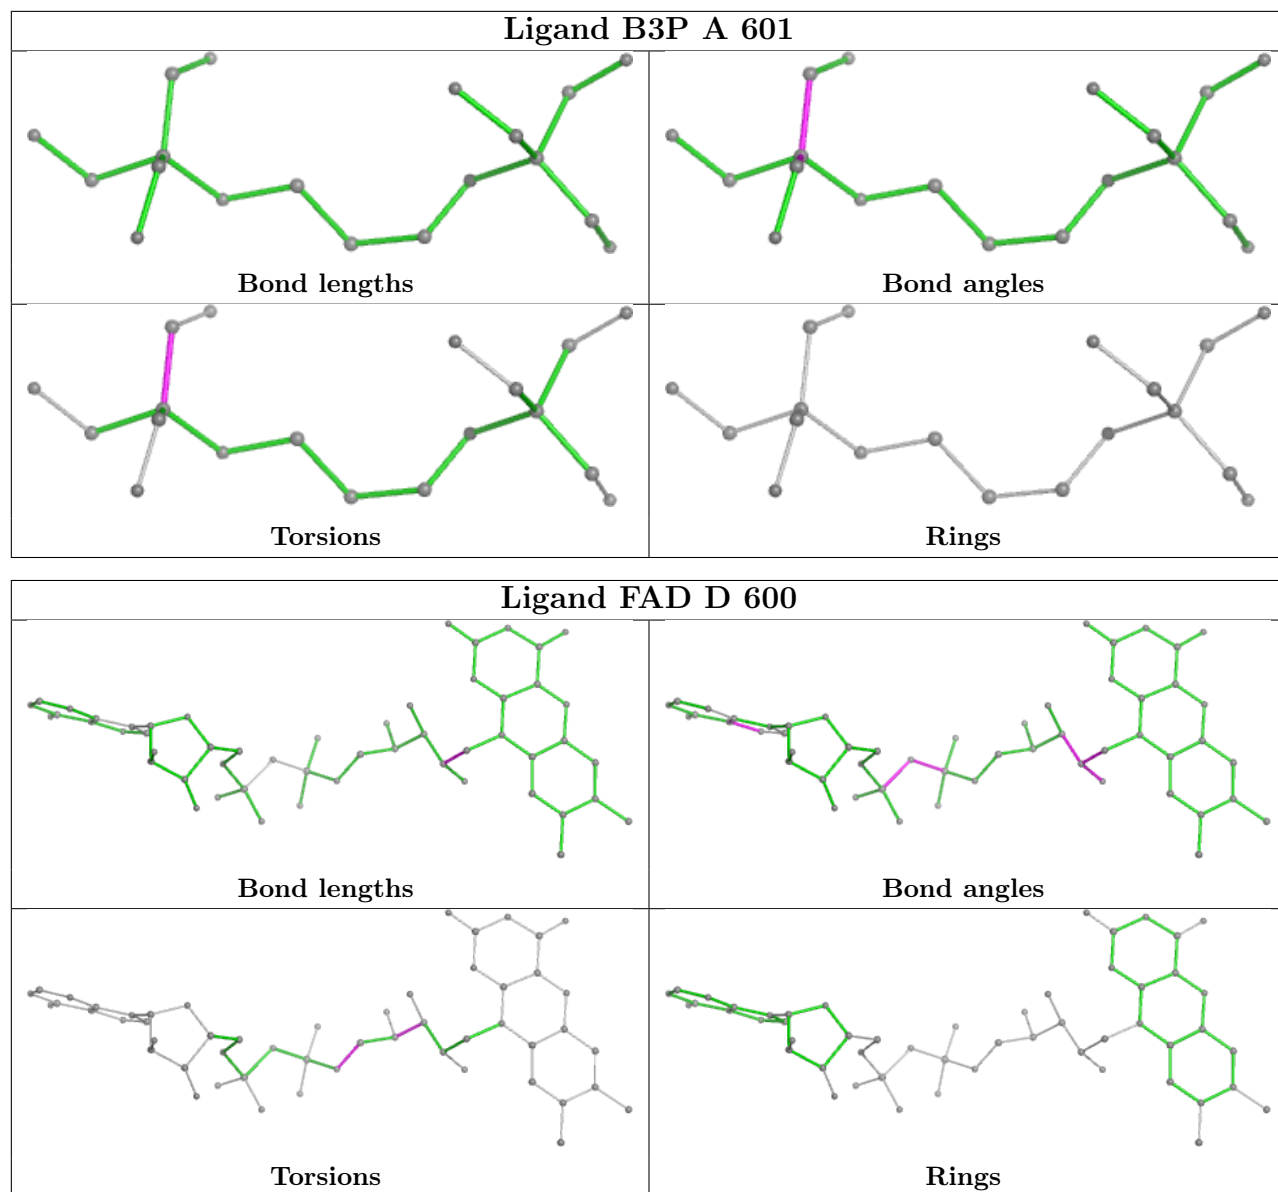 Ligand B3P A 601
Bond lengths
Bond angles
Torsions
Rings
Ligand FAD D 600
Bond lengths
Bond angles
Torsions
Rings